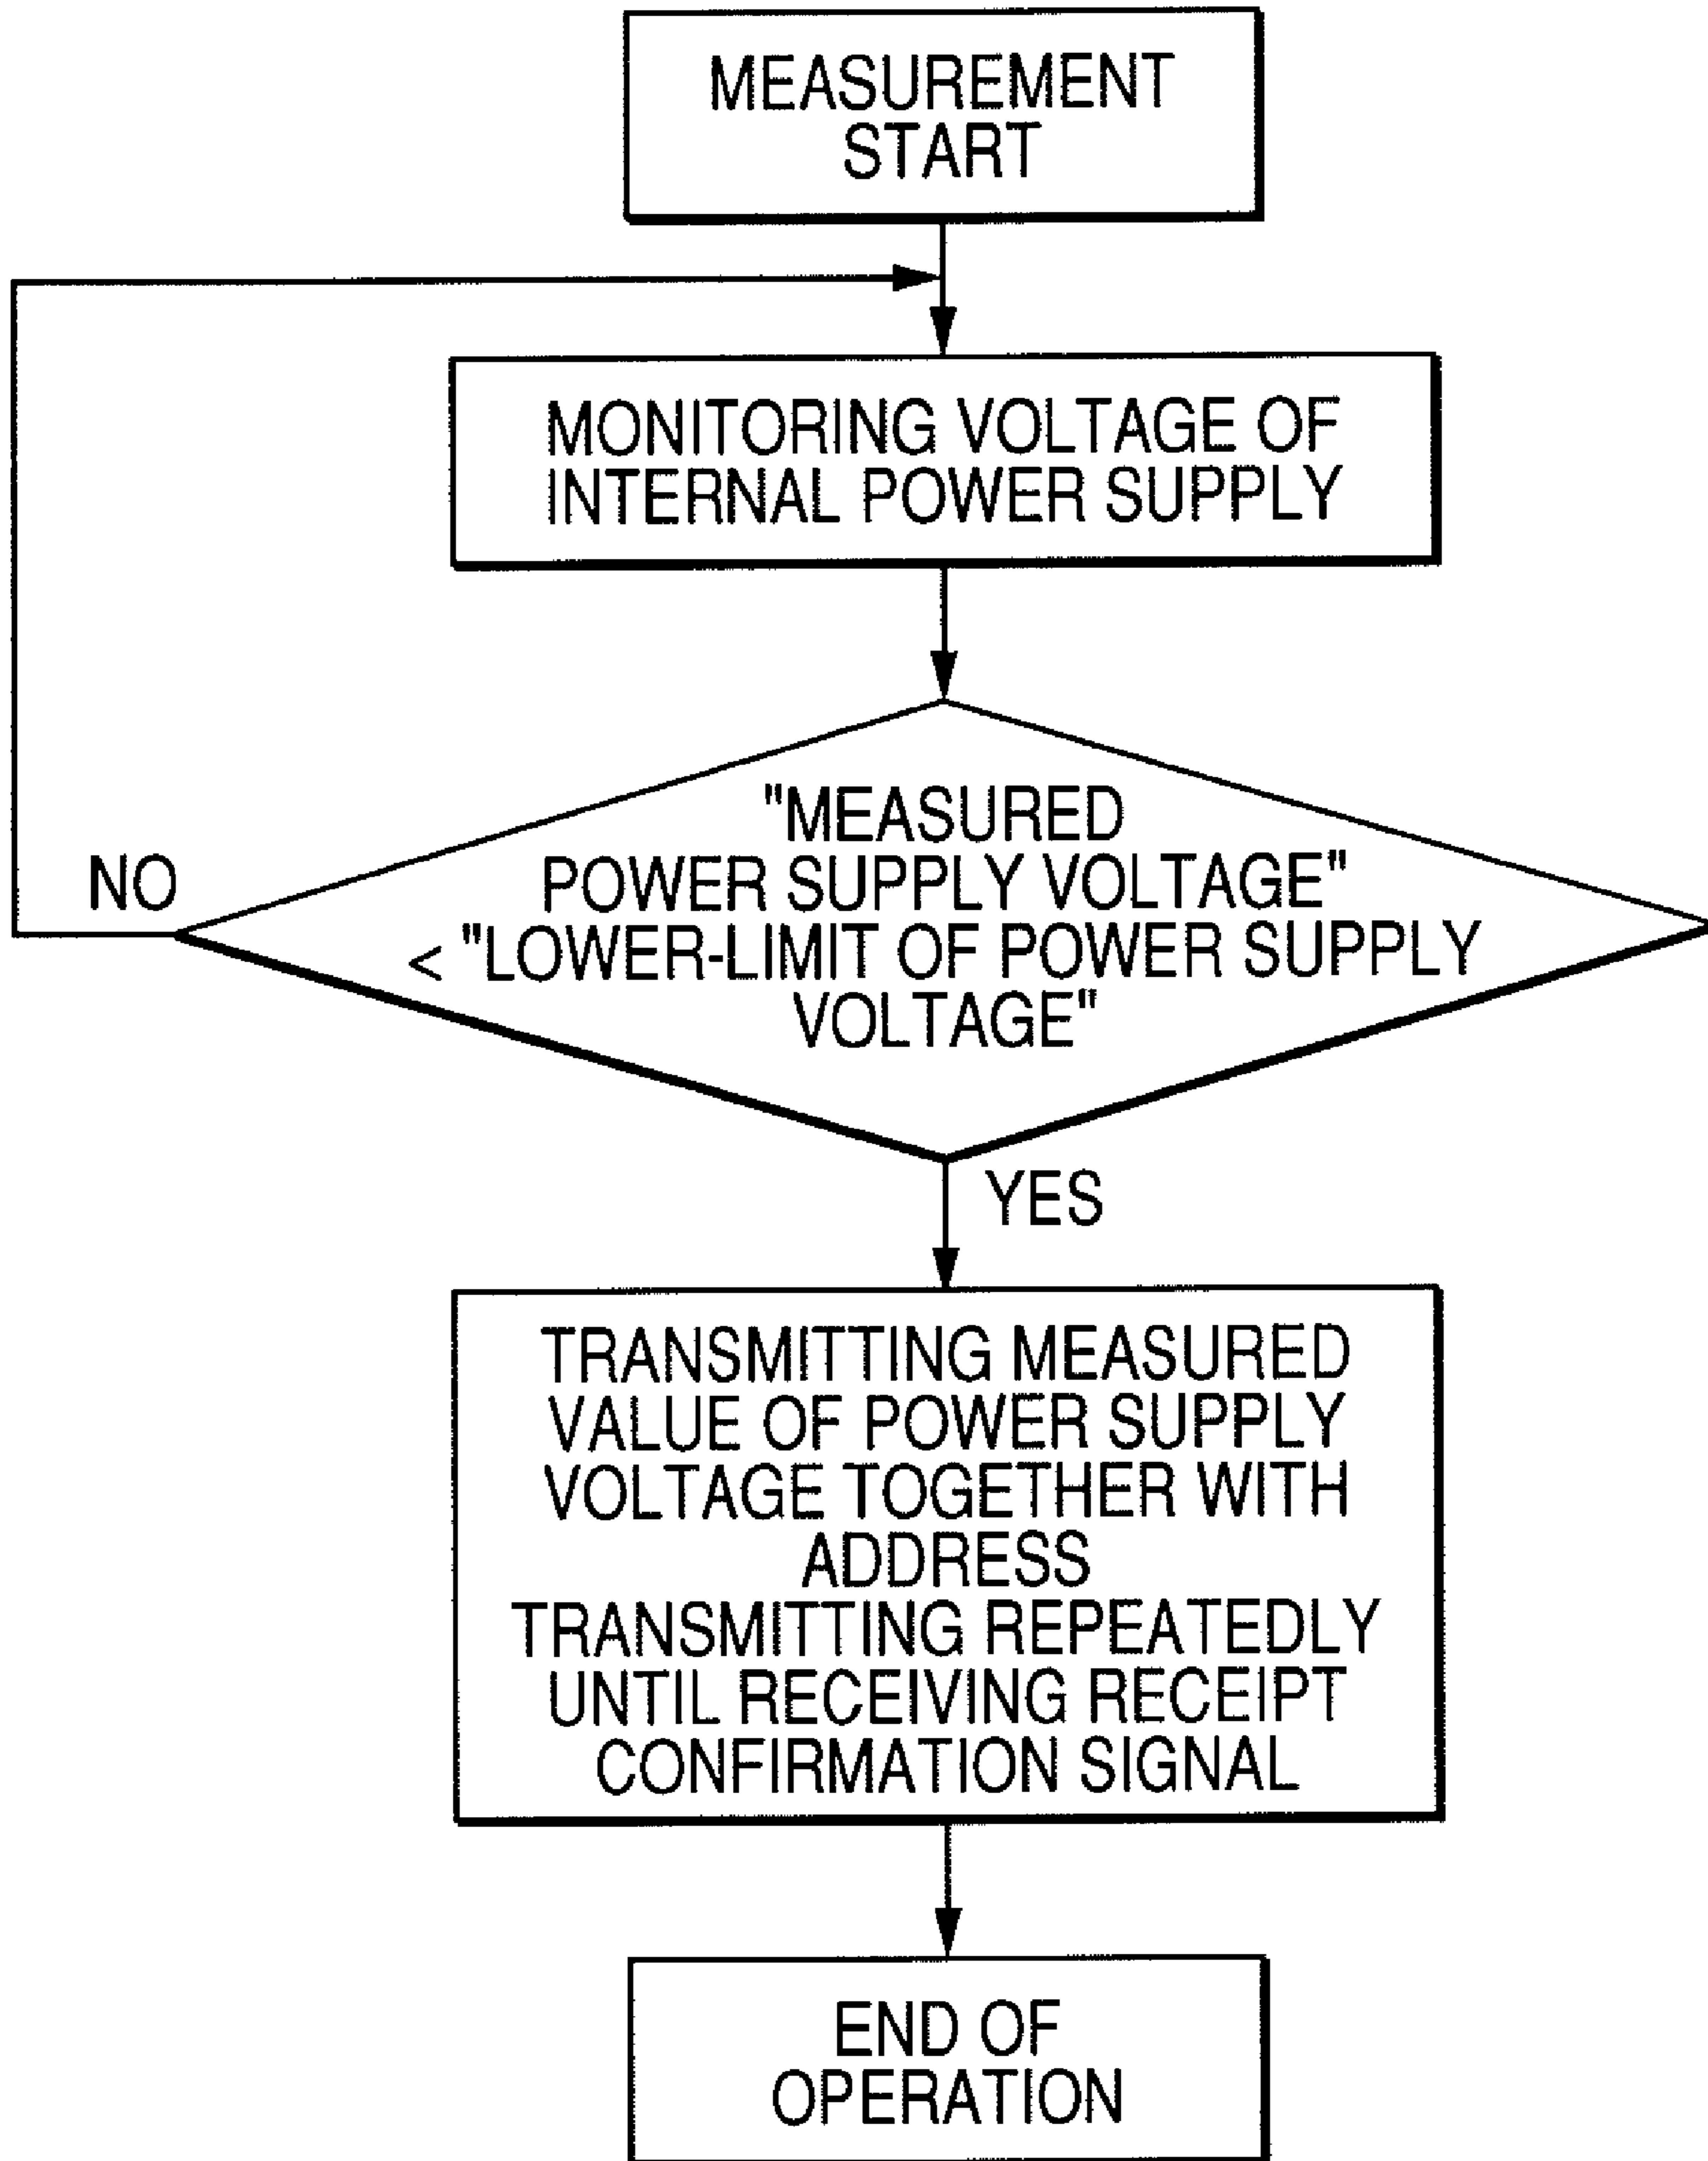 MEASUREMENT
START
MONITORING VOLTAGE OF
INTERNAL POWER SUPPLY
"MEASURED
POWER SUPPLY VOLTAGE"
< "LOWER-LIMIT OF POWER SUPPLY
VOLTAGE"
NO
YES
TRANSMITTING MEASURED
VALUE OF POWER SUPPLY
VOLTAGE TOGETHER WITH
ADDRESS
TRANSMITTING REPEATEDLY
UNTIL RECEIVING RECEIPT
CONFIRMATION SIGNAL
END OF
OPERATION